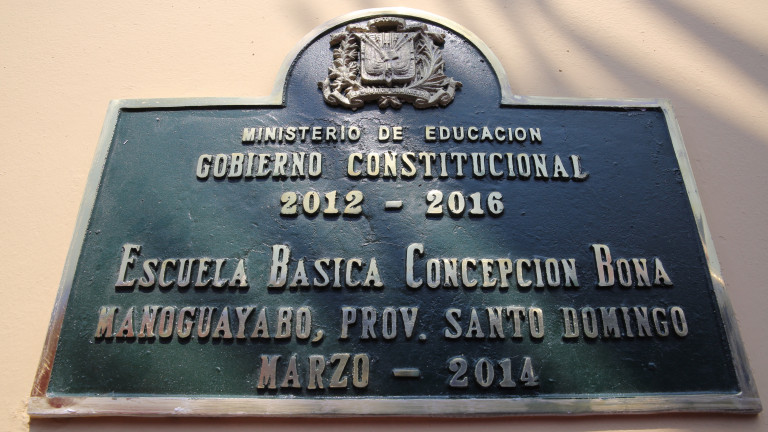 MINISTERIO DE EDUCACION
GOBIERNO CONSTITUCIONAL
2012 - 2016
ESCUELA BASICA CONCEPCION BONA
MANOGUAYABO, PROV. SANTO DOMINGO
MARZO - 2014